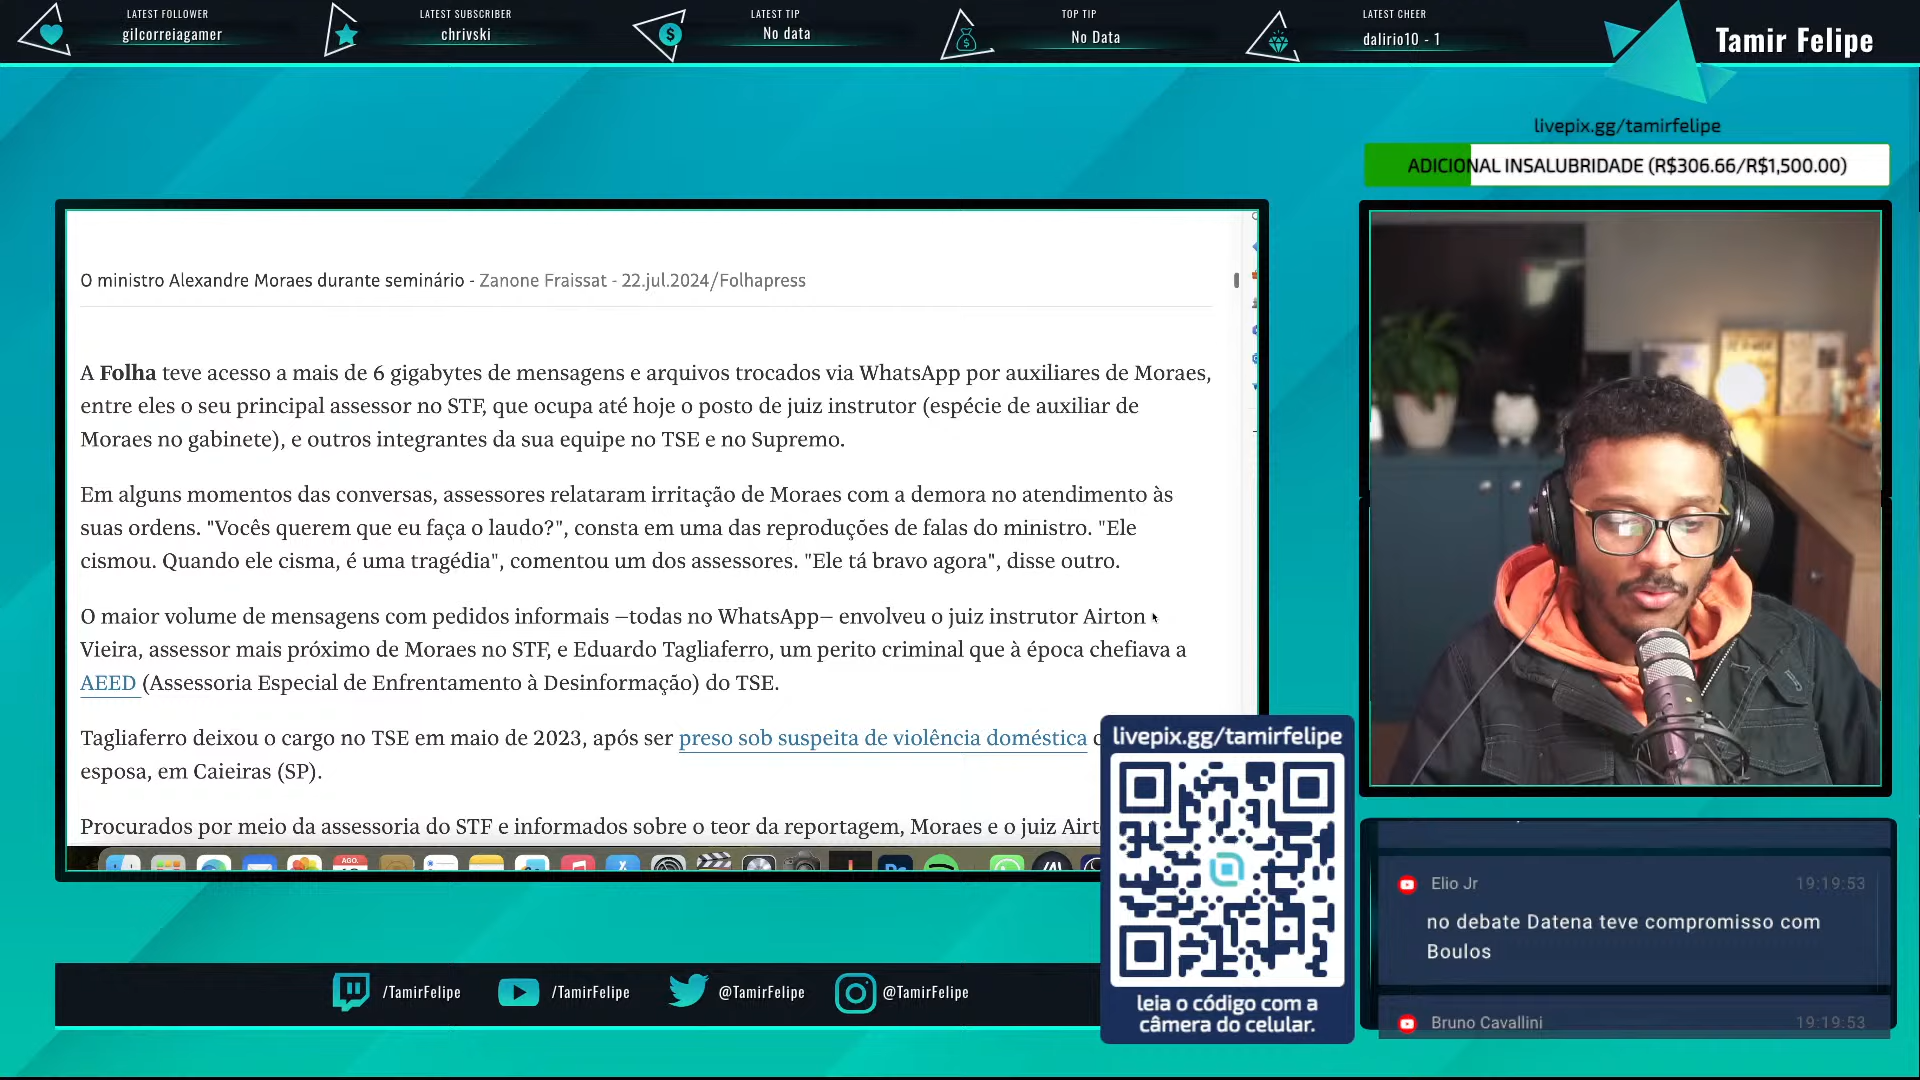 LATEST FOLLOWER
gilcorreiagamer
LATEST SUBSCRIBER
chrivski
LATEST TIP
No data
TOP TIP
No Data
LATEST CHEER
dalirio10 - 1
Tamir Felipe
livepix.gg/tamirfelipe
ADICIONAL INSALUBRIDADE (R$306.66/R$1,500.00)
O ministro Alexandre Moraes durante seminário - Zanone Fraissat - 22.jul.2024/Folhapress
A Folha teve acesso a mais de 6 gigabytes de mensagens e arquivos trocados via WhatsApp por auxiliares de Moraes,
entre eles o seu principal assessor no STF, que ocupa até hoje o posto de juiz instrutor (espécie de auxiliar de
Moraes no gabinete), e outros integrantes da sua equipe no TSE e no Supremo.
Em alguns momentos das conversas, assessores relataram irritação de Moraes com a demora no atendimento às
suas ordens. "Vocês querem que eu faça o laudo?", consta em uma das reproduções de falas do ministro. "Ele
cismou. Quando ele cisma, é uma tragédia", comentou um dos assessores. "Ele tá bravo agora", disse outro.
O maior volume de mensagens com pedidos informais —todas no WhatsApp— envolveu o juiz instrutor Airton
Vieira, assessor mais próximo de Moraes no STF, e Eduardo Tagliaferro, um perito criminal que à época chefiava a
AEED (Assessoria Especial de Enfrentamento à Desinformação) do TSE.
Tagliaferro deixou o cargo no TSE em maio de 2023, após ser preso sob suspeita de violência doméstica
esposa, em Caieiras (SP).
Procurados por meio da assessoria do STF e informados sobre o teor da reportagem, Moraes e o juiz Airt
AGO.
livepix.gg/tamirfelipe
leia o código com a
câmera do celular.
Elio Jr 19:19:53
no debate Datena teve compromisso com
Boulos
Bruno Cavallini 19:19:53
/TamirFelipe
/TamirFelipe
@TamirFelipe
@TamirFelipe